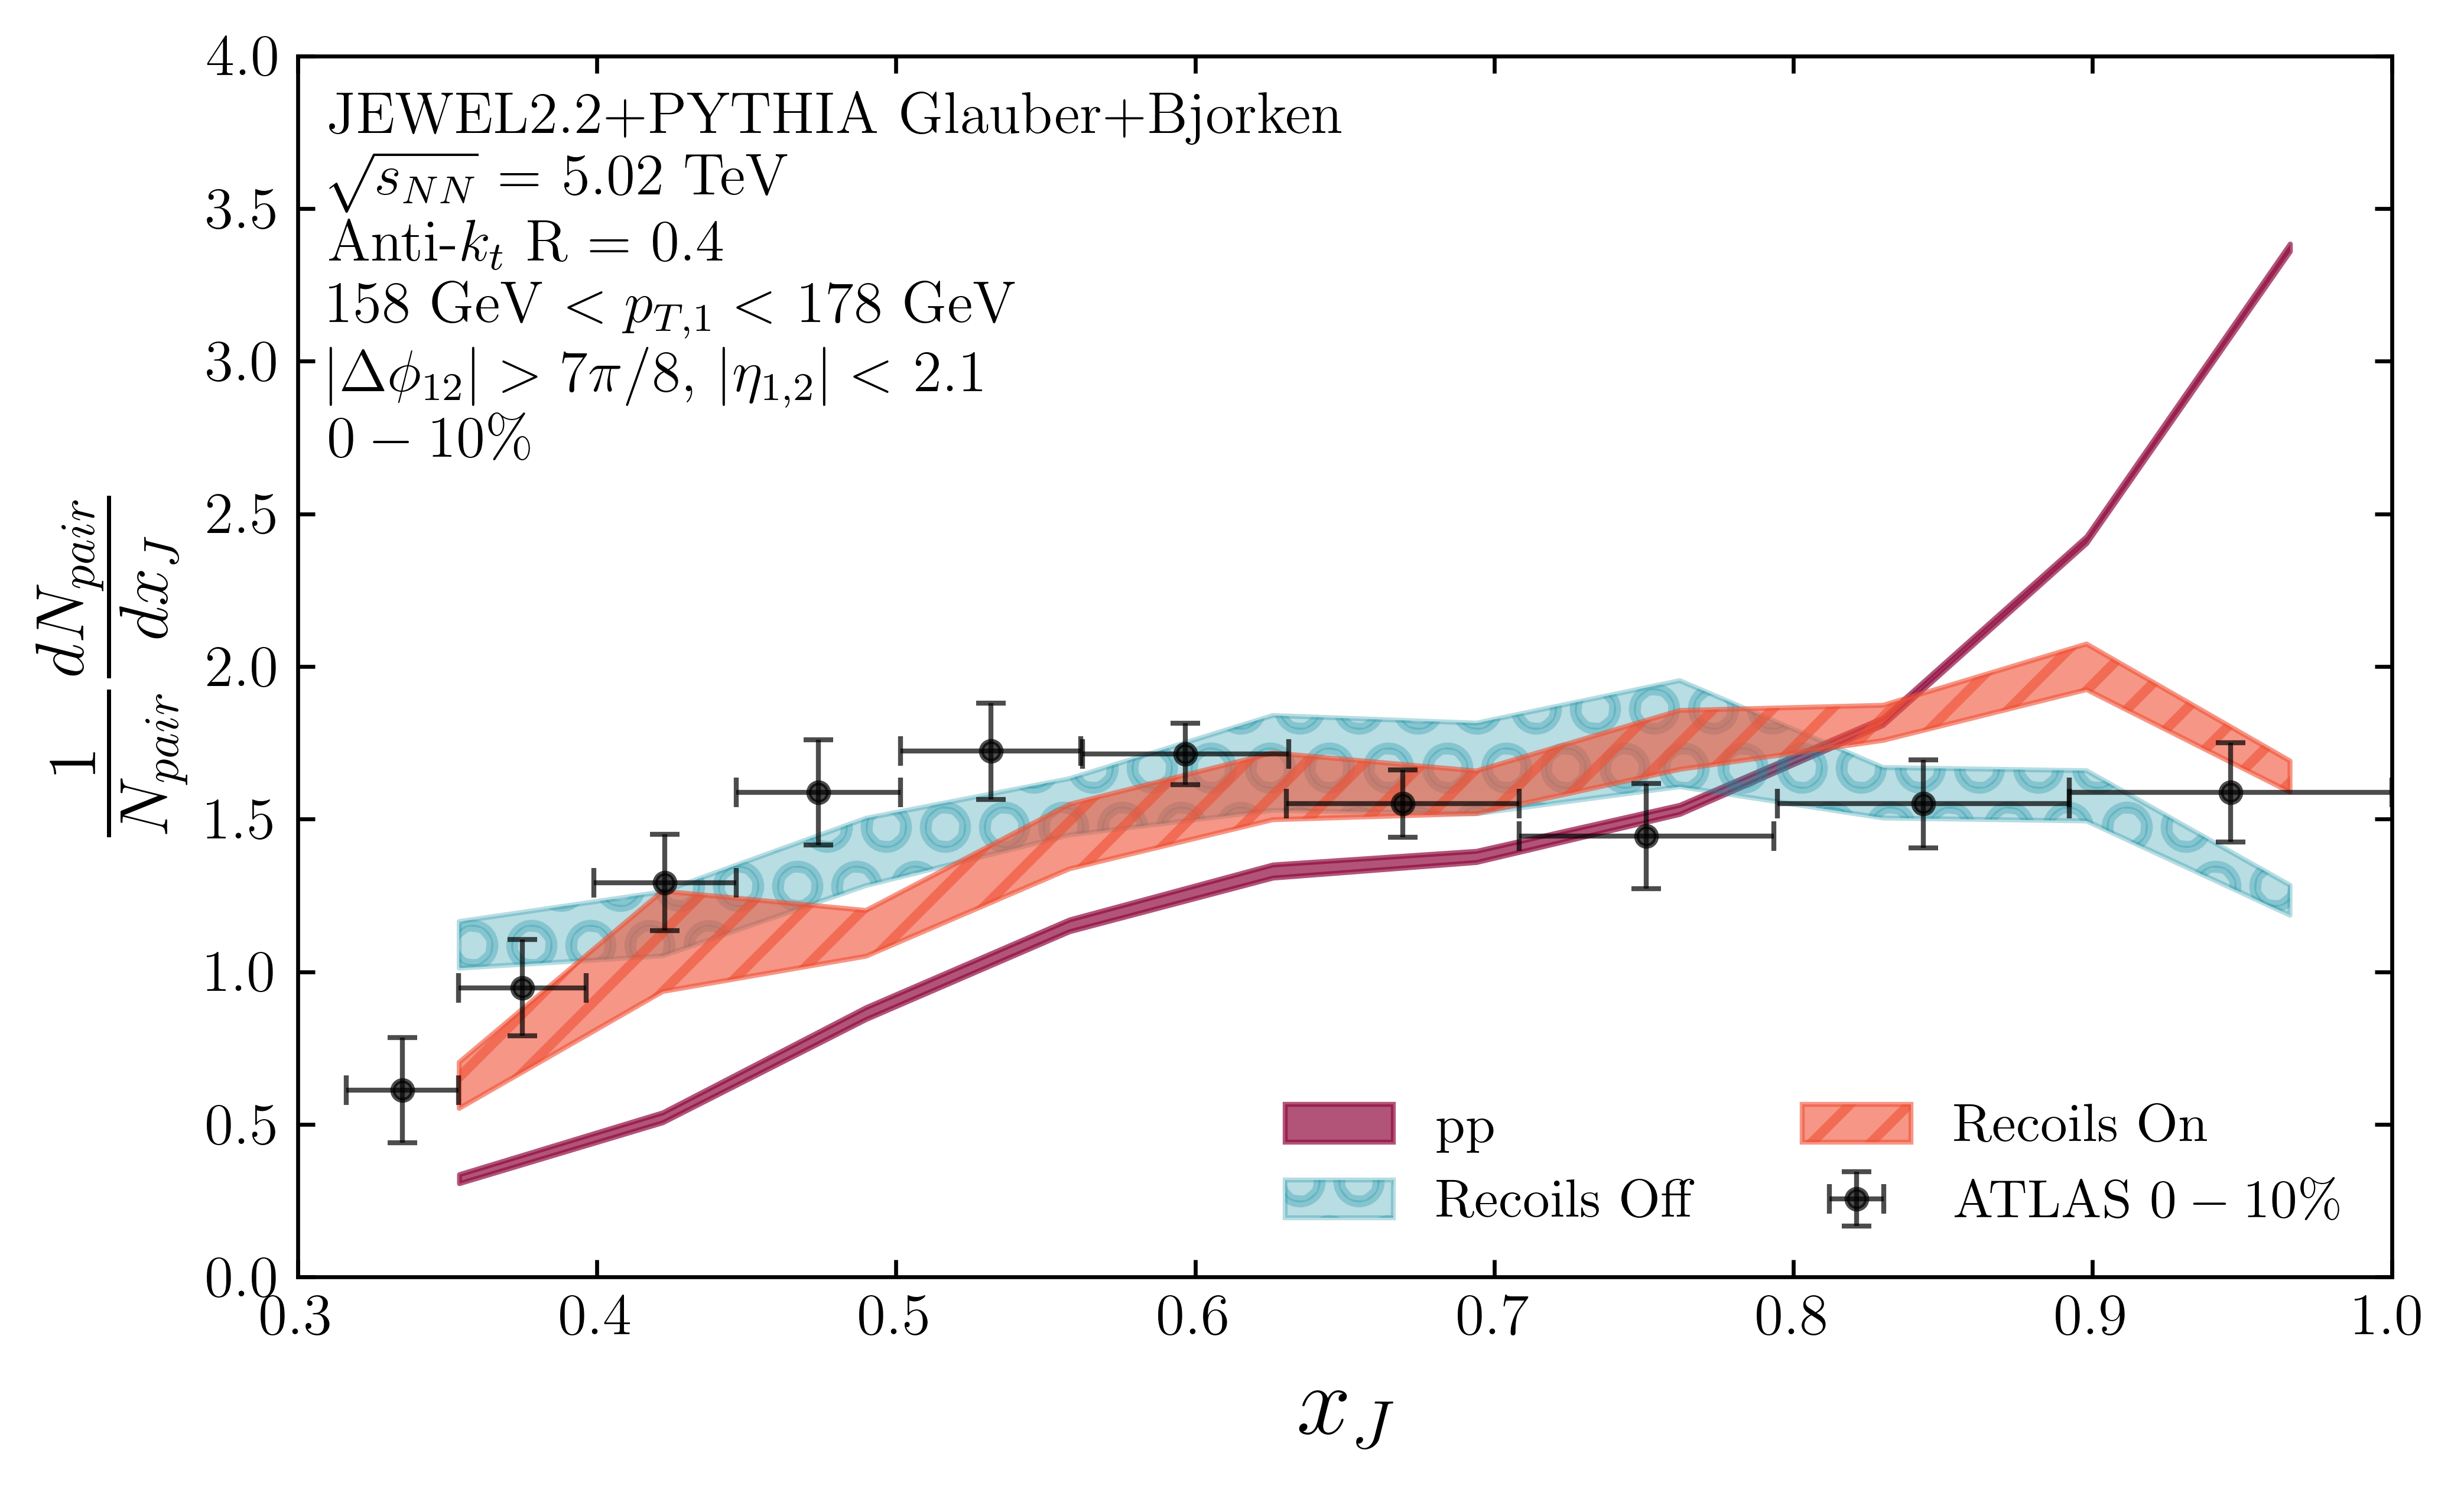 JEWEL2.2+PYTHIA Glauber+Bjorken
√s_NN = 5.02 TeV
Anti-k_t R = 0.4
158 GeV < p_T,1 < 178 GeV
|Δϕ_12| > 7π/8, |η_1,2| < 2.1
0 − 10%
4.0
3.5
3.0
2.5
2.0
1.5
1.0
0.5
0.0
1/N_pair dN_pair/dx_J
pp
Recoils Off
Recoils On
ATLAS 0 − 10%
0.3 0.4 0.5 0.6 0.7 0.8 0.9 1.0
x_J